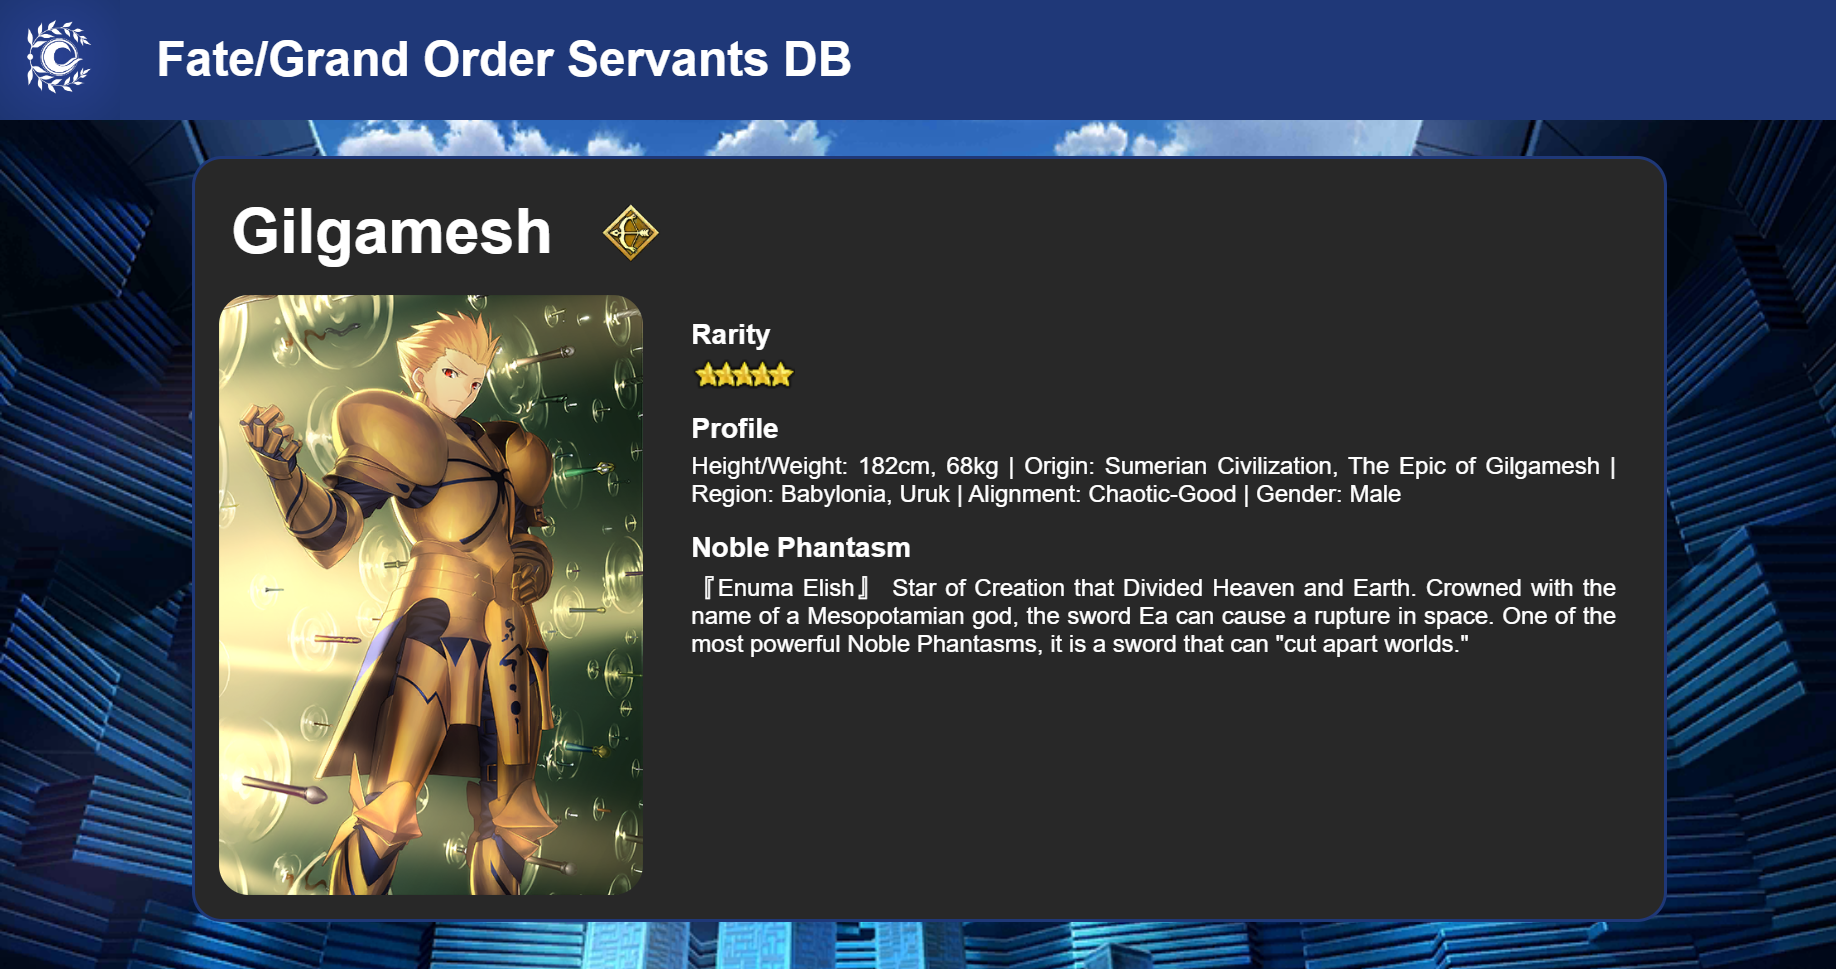 Fate/Grand Order Servants DB
Gilgamesh
Rarity
Profile
Height/Weight: 182cm, 68kg | Origin: Sumerian Civilization, The Epic of Gilgamesh |
Region: Babylonia, Uruk | Alignment: Chaotic-Good | Gender: Male
Noble Phantasm
『Enuma Elish』 Star of Creation that Divided Heaven and Earth. Crowned with the
name of a Mesopotamian god, the sword Ea can cause a rupture in space. One of the
most powerful Noble Phantasms, it is a sword that can "cut apart worlds."